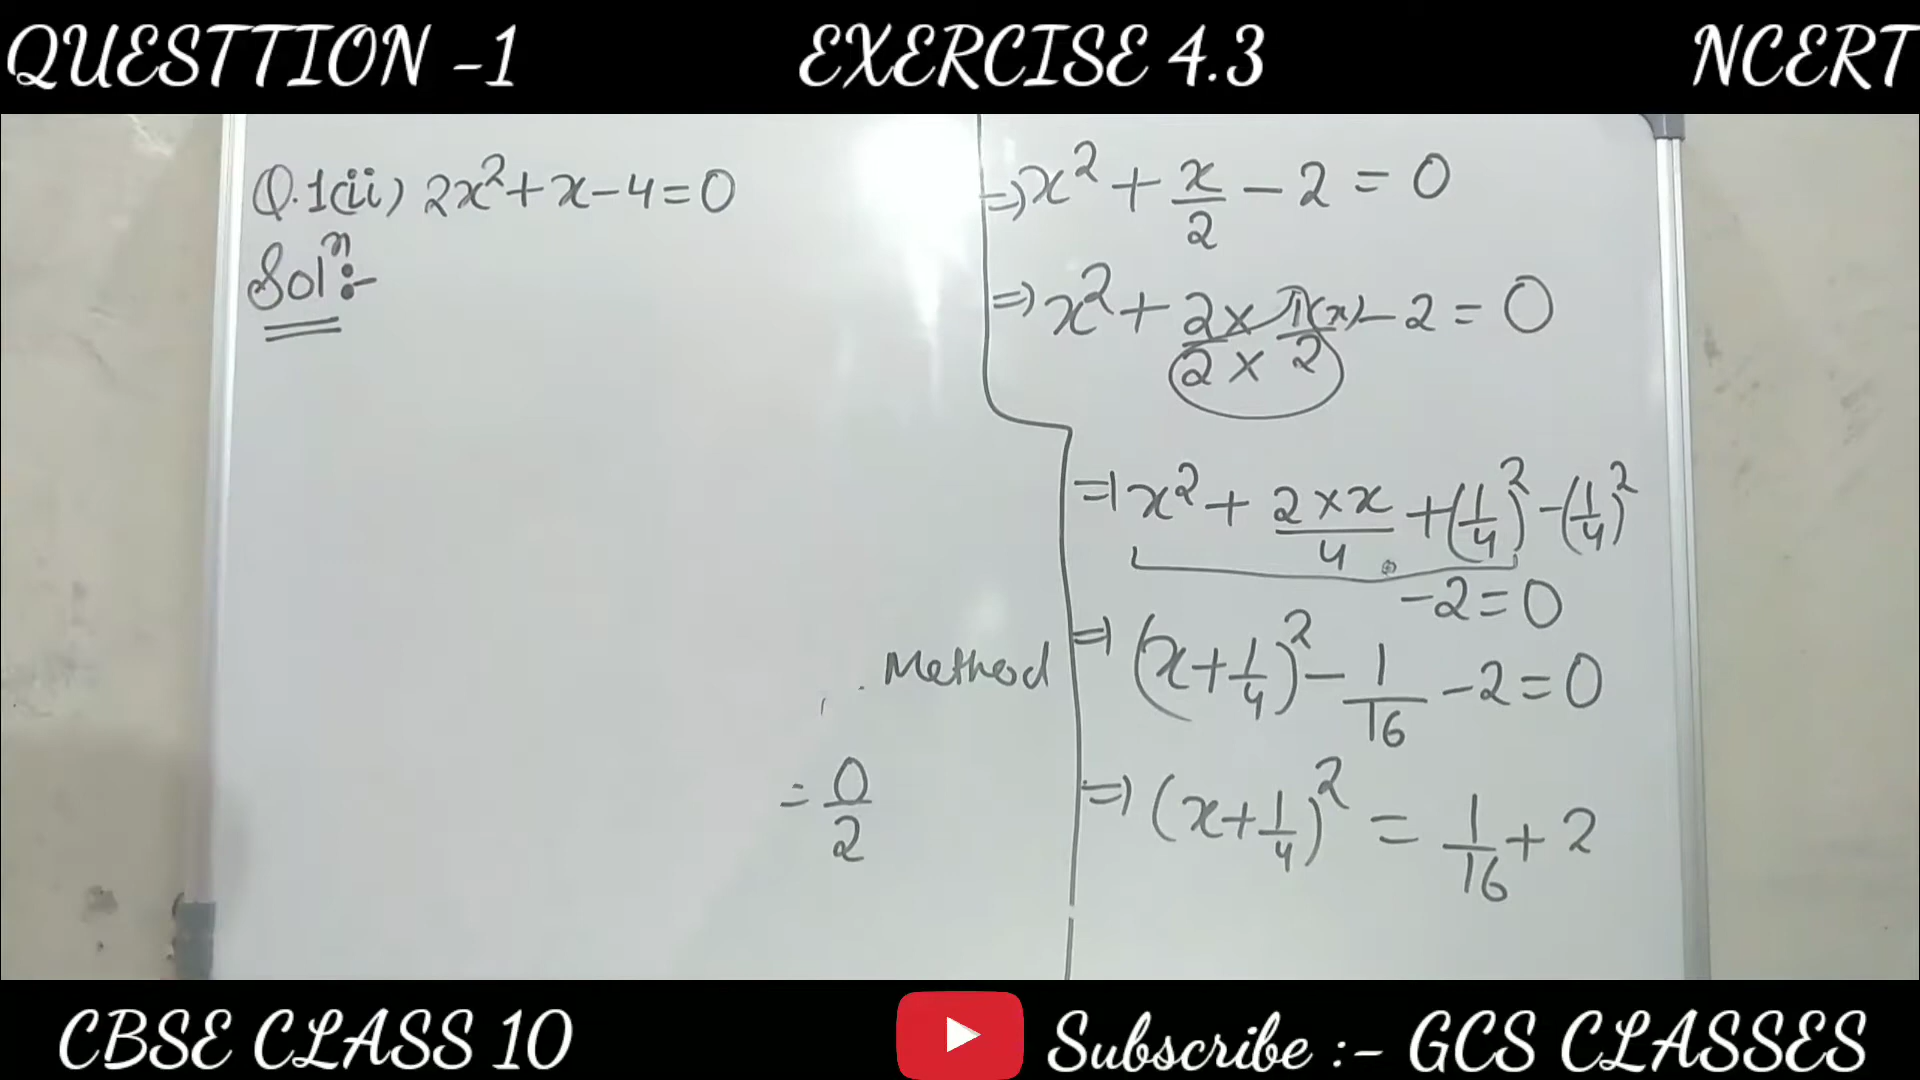 QUESTTION -1 EXERCISE 4.3 NCERT
Q.1(ii) 2x²+x-4=0
Solⁿ:-
Method
= 0/2
⇒ x² + x/2 - 2 = 0
⇒ x² + (2 × 1(x))/(2 × 2) - 2 = 0
⇒ x² + (2×x)/4 + (1/4)² - (1/4)²
-2=0
⇒ (x+1/4)² - 1/16 - 2 = 0
⇒ (x+1/4)² = 1/16 + 2
CBSE CLASS 10 Subscribe :- GCS CLASSES